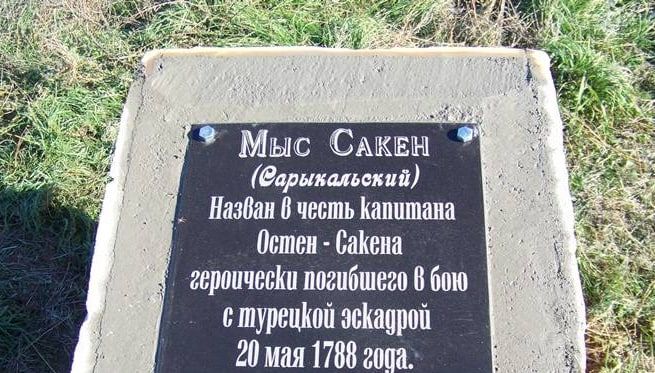 Мыс Сакен
(Сарыкальский)
Назван в честь капитана
Остен - Сакена
героически погибшего в бою
с турецкой эскадрой
20 мая 1788 года.